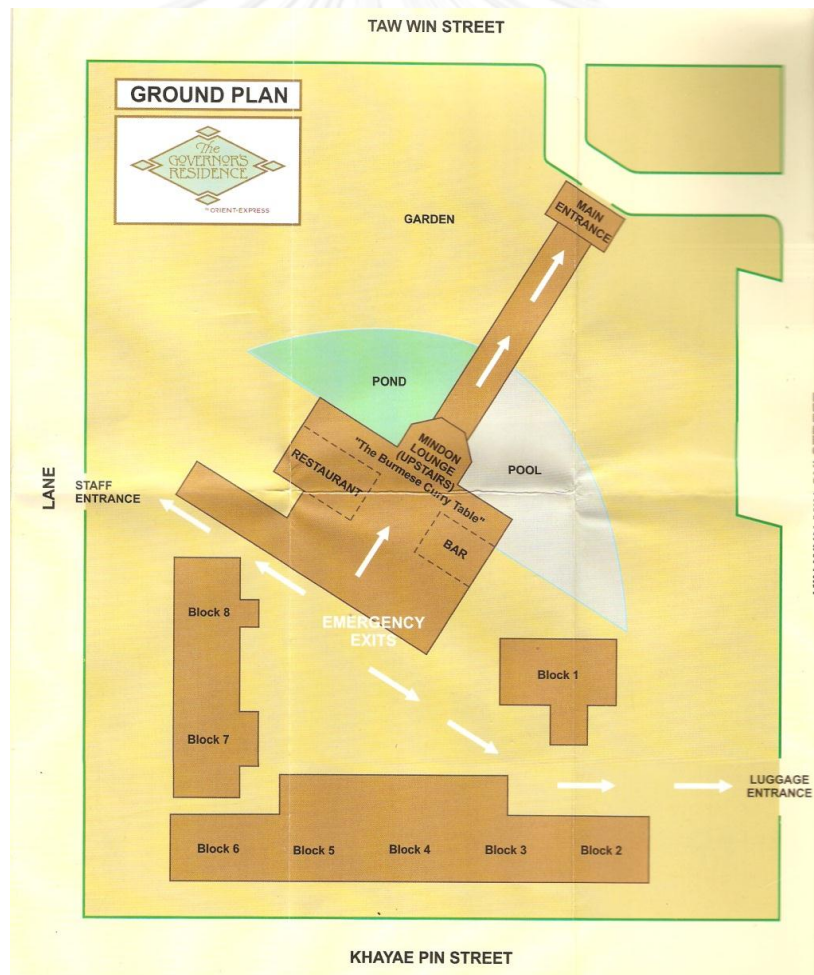 TAW WIN STREET
GROUND PLAN
The
GOVERNOR'S
RESIDENCE
ORIENT-EXPRESS
MAIN
ENTRANCE
GARDEN
POND
MINDON
LOUNGE
(UPSTAIRS)
"The Burmese Curry Table"
RESTAURANT
POOL
BAR
LANE
STAFF
ENTRANCE
EMERGENCY
EXITS
Block 8
Block 1
Block 7
LUGGAGE
ENTRANCE
Block 6
Block 5
Block 4
Block 3
Block 2
KHAYAE PIN STREET